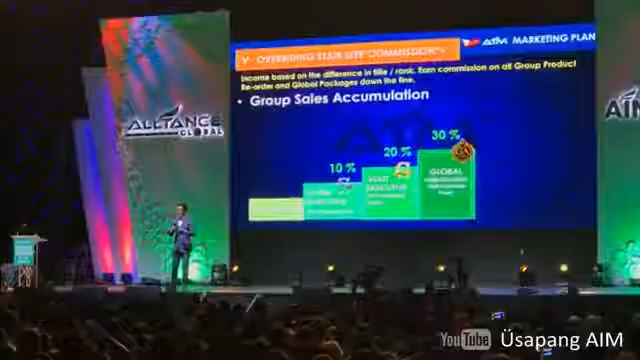 V- OVERRIDING STAIR LITE COMMISSION
AIM MARKETING PLAN
Income based on the difference in title / rank. Earn commission on all Group Product
Re-order and Global Packages down the line.
• Group Sales Accumulation
10 %
20 %
30 %
EXECUTIVE
GLOBAL
ALLIANCE
GLOBAL
AIM
YouTube Üsapang AIM